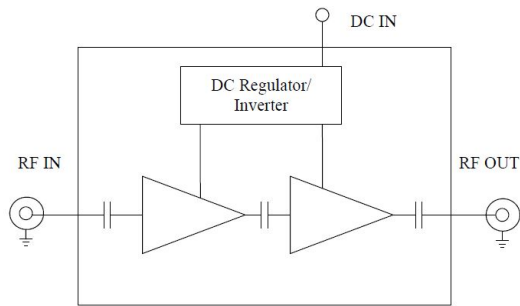 DC IN
DC Regulator/
Inverter
RF IN
RF OUT